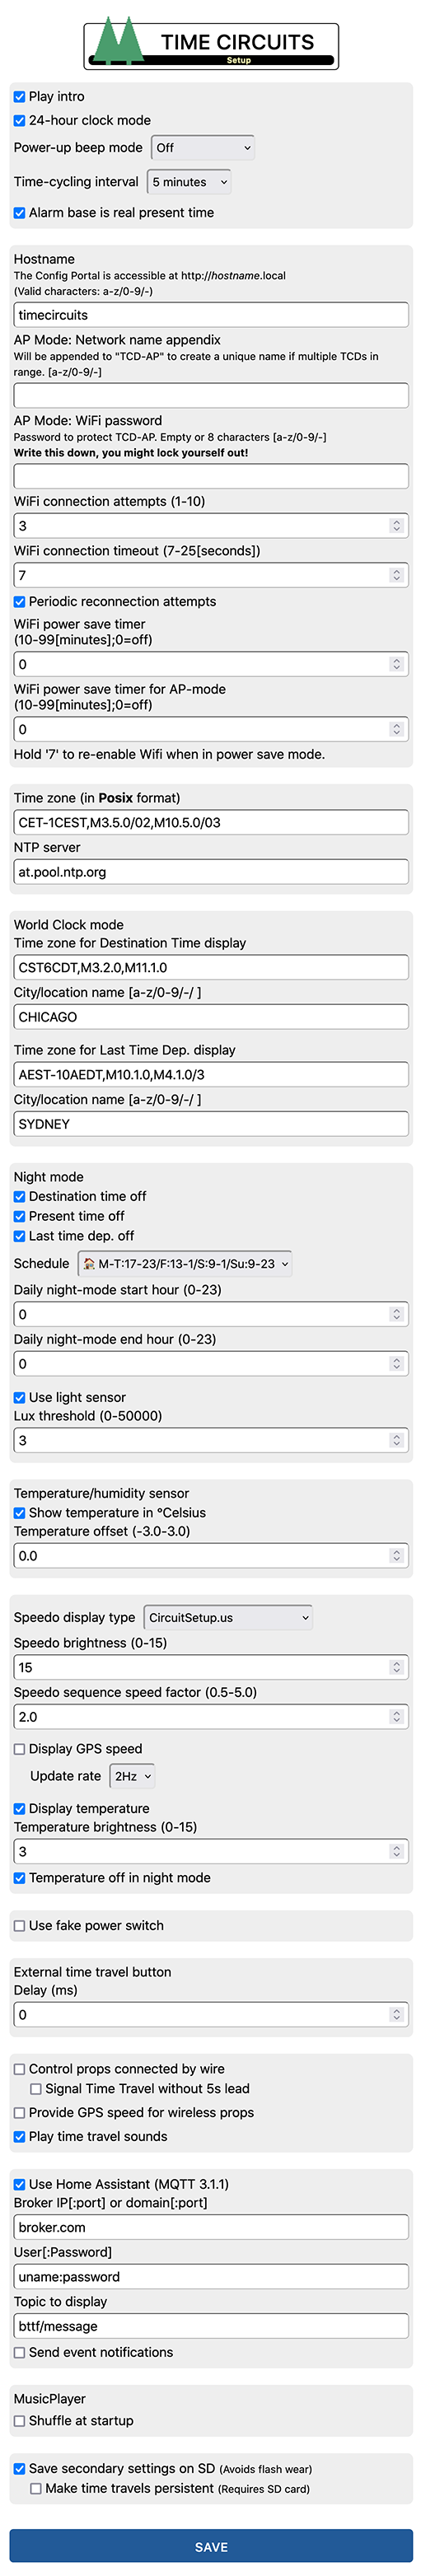 TIME CIRCUITS
Setup
Play intro
24-hour clock mode
Power-up beep mode Off
Time-cycling interval 5 minutes
Alarm base is real present time
Hostname
The Config Portal is accessible at http://hostname.local
(Valid characters: a-z/0-9/-)
timecircuits
AP Mode: Network name appendix
Will be appended to "TCD-AP" to create a unique name if multiple TCDs in
range. [a-z/0-9/-]
AP Mode: WiFi password
Password to protect TCD-AP. Empty or 8 characters [a-z/0-9/-]
Write this down, you might lock yourself out!
WiFi connection attempts (1-10)
3
WiFi connection timeout (7-25[seconds])
7
Periodic reconnection attempts
WiFi power save timer
(10-99[minutes];0=off)
0
WiFi power save timer for AP-mode
(10-99[minutes];0=off)
0
Hold '7' to re-enable Wifi when in power save mode.
Time zone (in Posix format)
CET-1CEST,M3.5.0/02,M10.5.0/03
NTP server
at.pool.ntp.org
World Clock mode
Time zone for Destination Time display
CST6CDT,M3.2.0,M11.1.0
City/location name [a-z/0-9/-/ ]
CHICAGO
Time zone for Last Time Dep. display
AEST-10AEDT,M10.1.0,M4.1.0/3
City/location name [a-z/0-9/-/ ]
SYDNEY
Night mode
Destination time off
Present time off
Last time dep. off
Schedule 🏠 M-T:17-23/F:13-1/S:9-1/Su:9-23
Daily night-mode start hour (0-23)
0
Daily night-mode end hour (0-23)
0
Use light sensor
Lux threshold (0-50000)
3
Temperature/humidity sensor
Show temperature in °Celsius
Temperature offset (-3.0-3.0)
0.0
Speedo display type CircuitSetup.us
Speedo brightness (0-15)
15
Speedo sequence speed factor (0.5-5.0)
2.0
Display GPS speed
Update rate 2Hz
Display temperature
Temperature brightness (0-15)
3
Temperature off in night mode
Use fake power switch
External time travel button
Delay (ms)
0
Control props connected by wire
Signal Time Travel without 5s lead
Provide GPS speed for wireless props
Play time travel sounds
Use Home Assistant (MQTT 3.1.1)
Broker IP[:port] or domain[:port]
broker.com
User[:Password]
uname:password
Topic to display
bttf/message
Send event notifications
MusicPlayer
Shuffle at startup
Save secondary settings on SD (Avoids flash wear)
Make time travels persistent (Requires SD card)
SAVE